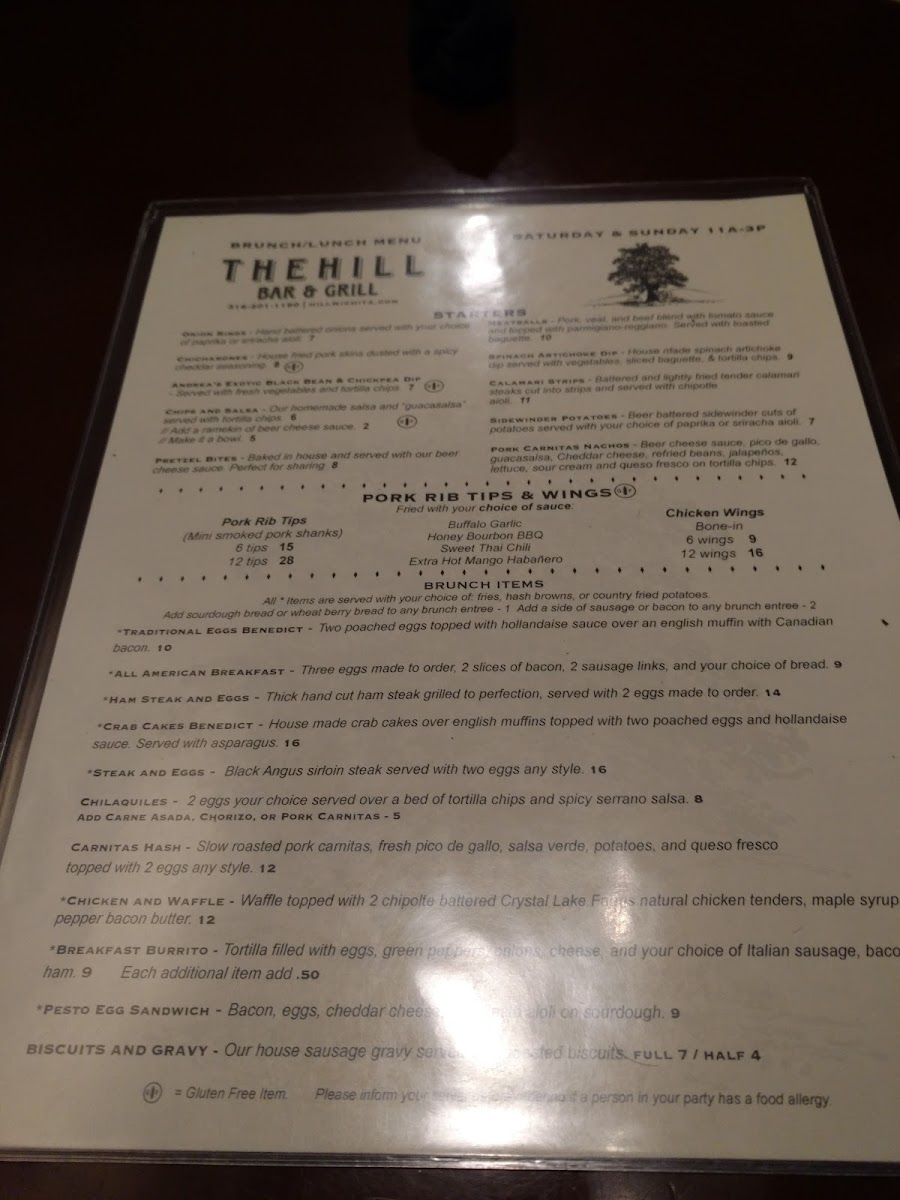 BRUNCH/LUNCH MENU
SATURDAY & SUNDAY 11A-3P
THE HILL
BAR & GRILL
HILLWICHITA.COM
STARTERS
ONION RINGS - Hand battered onions served with your choice
of paprika or sriracha aioli. 7
CHICHARONES - House fried pork skins dusted with a spicy
cheddar seasoning. 8
ANDREA'S EXOTIC BLACK BEAN & CHICKPEA DIP
- Served with fresh vegetables and tortilla chips. 7
CHIPS AND SALSA - Our homemade salsa and "guacasalsa"
served with tortilla chips. 6
// Add a ramekin of beer cheese sauce. 2
// Make it a bowl. 5
PRETZEL BITES - Baked in house and served with our beer
cheese sauce. Perfect for sharing 8
MEATBALLS - Pork, veal, and beef blend with tomato sauce
and topped with parmigiano-reggiano. Served with toasted
baguette. 10
SPINACH ARTICHOKE DIP - House made spinach artichoke
dip served with vegetables, sliced baguette, & tortilla chips. 9
CALAMARI STRIPS - Battered and lightly fried tender calamari
steaks cut into strips and served with chipotle
aioli. 11
SIDEWINDER POTATOES - Beer battered sidewinder cuts of
potatoes served with your choice of paprika or sriracha aioli. 7
PORK CARNITAS NACHOS - Beer cheese sauce, pico de gallo,
guacasalsa, Cheddar cheese, refried beans, jalapeños,
lettuce, sour cream and queso fresco on tortilla chips. 12
PORK RIB TIPS & WINGS
Fried with your choice of sauce:
Pork Rib Tips
(Mini smoked pork shanks)
6 tips 15
12 tips 28
Buffalo Garlic
Honey Bourbon BBQ
Sweet Thai Chili
Extra Hot Mango Habañero
Chicken Wings
Bone-in
6 wings 9
12 wings 16
BRUNCH ITEMS
All * Items are served with your choice of: fries, hash browns, or country fried potatoes.
Add sourdough bread or wheat berry bread to any brunch entree - 1 Add a side of sausage or bacon to any brunch entree - 2
*TRADITIONAL EGGS BENEDICT - Two poached eggs topped with hollandaise sauce over an english muffin with Canadian
bacon. 10
*ALL AMERICAN BREAKFAST - Three eggs made to order, 2 slices of bacon, 2 sausage links, and your choice of bread. 9
*HAM STEAK AND EGGS - Thick hand cut ham steak grilled to perfection, served with 2 eggs made to order. 14
*CRAB CAKES BENEDICT - House made crab cakes over english muffins topped with two poached eggs and hollandaise
sauce. Served with asparagus. 16
*STEAK AND EGGS - Black Angus sirloin steak served with two eggs any style. 16
CHILAQUILES - 2 eggs your choice served over a bed of tortilla chips and spicy serrano salsa. 8
ADD CARNE ASADA, CHORIZO, OR PORK CARNITAS - 5
CARNITAS HASH - Slow roasted pork carnitas, fresh pico de gallo, salsa verde, potatoes, and queso fresco
topped with 2 eggs any style. 12
*CHICKEN AND WAFFLE - Waffle topped with 2 chipolte battered Crystal Lake Farms natural chicken tenders, maple syrup
pepper bacon butter. 12
*BREAKFAST BURRITO - Tortilla filled with eggs, green peppers, onions, cheese, and your choice of Italian sausage, baco
ham. 9 Each additional item add .50
*PESTO EGG SANDWICH - Bacon, eggs, cheddar cheese, aioli on sourdough. 9
BISCUITS AND GRAVY - Our house sausage gravy biscuits. FULL 7 / HALF 4
= Gluten Free item. Please inform your if a person in your party has a food allergy